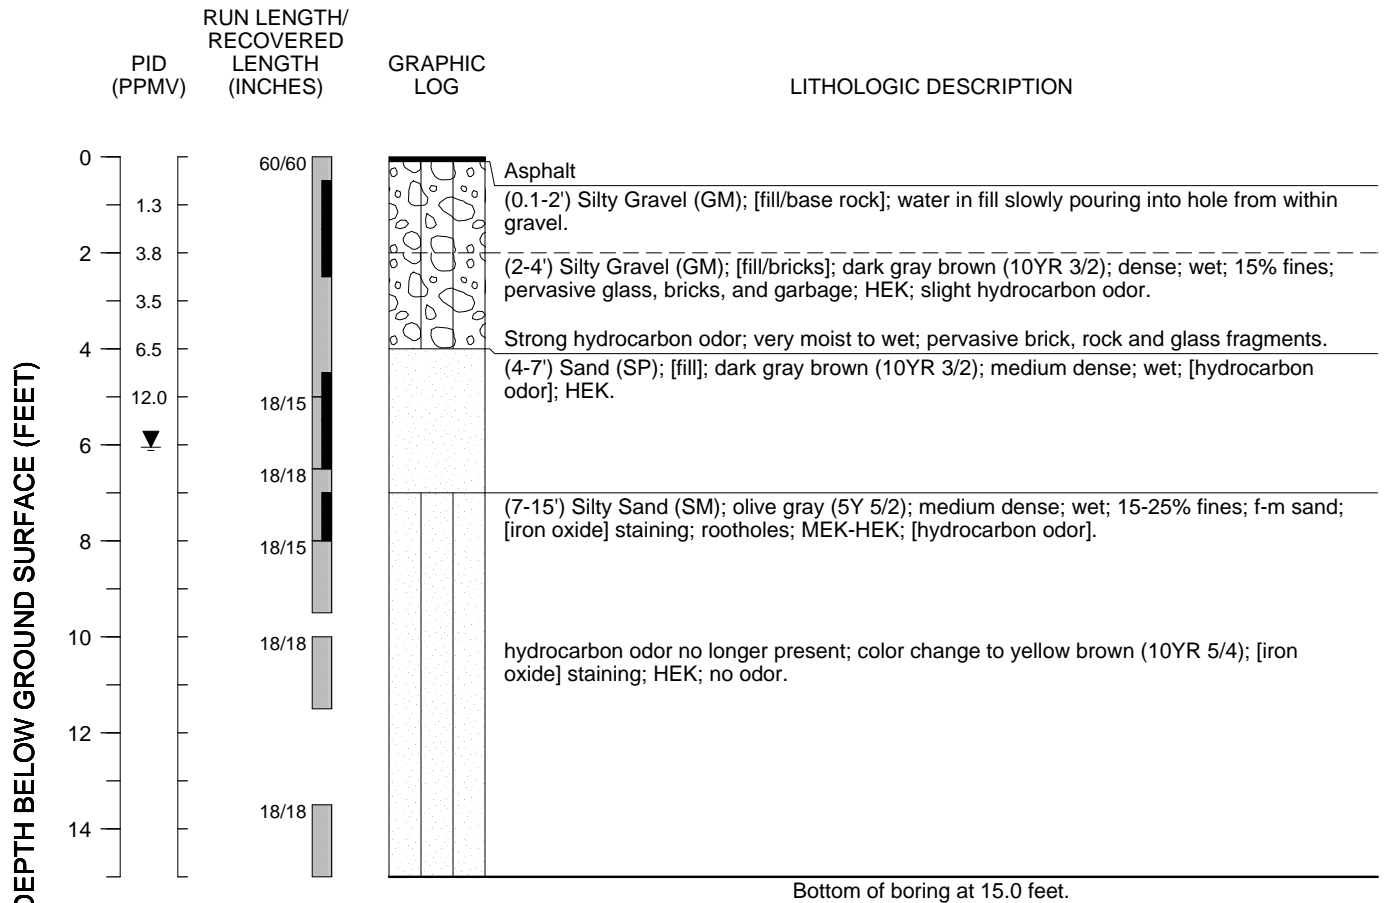 RUN LENGTH/
RECOVERED
LENGTH
(INCHES)
PID
(PPMV)
GRAPHIC
LOG
LITHOLOGIC DESCRIPTION
DEPTH BELOW GROUND SURFACE (FEET)
0
60/60
Asphalt
(0.1-2') Silty Gravel (GM); [fill/base rock]; water in fill slowly pouring into hole from within
gravel.
1.3
2
3.8
(2-4') Silty Gravel (GM); [fill/bricks]; dark gray brown (10YR 3/2); dense; wet; 15% fines;
pervasive glass, bricks, and garbage; HEK; slight hydrocarbon odor.
3.5
Strong hydrocarbon odor; very moist to wet; pervasive brick, rock and glass fragments.
4
6.5
(4-7') Sand (SP); [fill]; dark gray brown (10YR 3/2); medium dense; wet; [hydrocarbon
odor]; HEK.
12.0
18/15
6
18/18
(7-15') Silty Sand (SM); olive gray (5Y 5/2); medium dense; wet; 15-25% fines; f-m sand;
[iron oxide] staining; rootholes; MEK-HEK; [hydrocarbon odor].
8
18/15
10
18/18
hydrocarbon odor no longer present; color change to yellow brown (10YR 5/4); [iron
oxide] staining; HEK; no odor.
12
18/18
14
Bottom of boring at 15.0 feet.